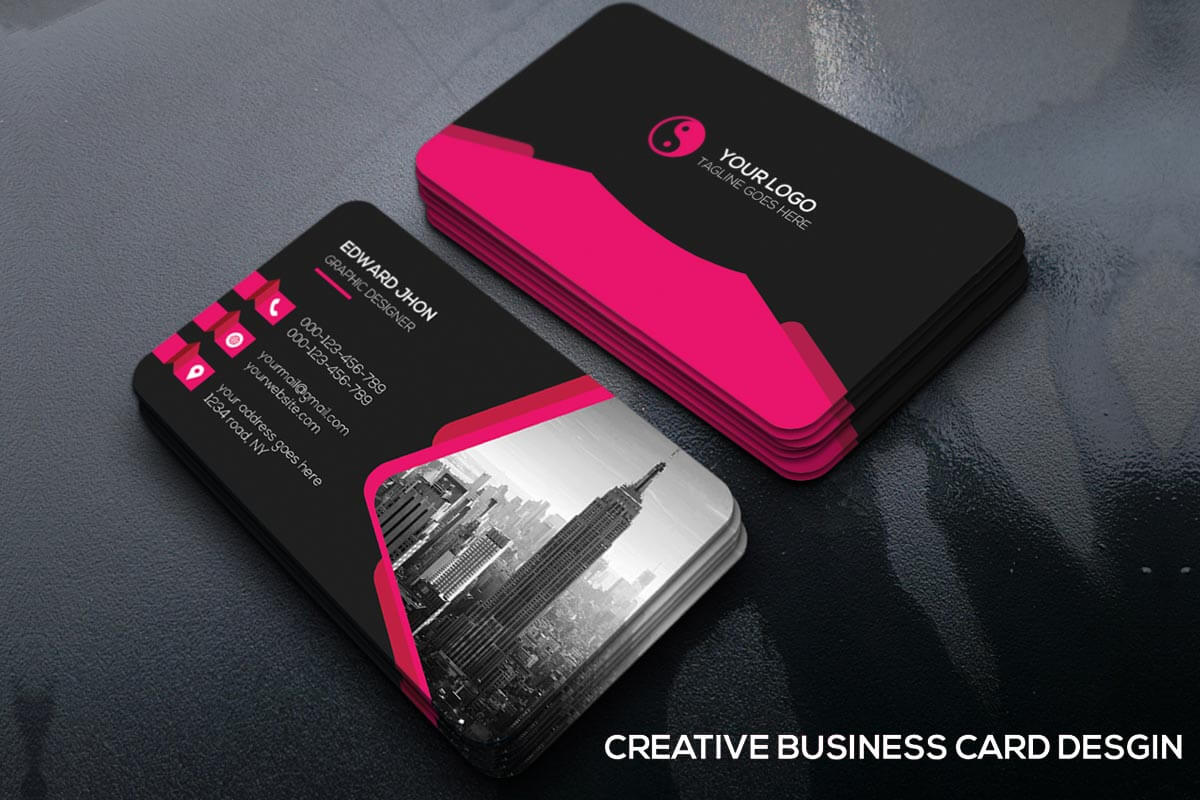 YOUR LOGO
TAGLINE GOES HERE
EDWARD JHON
GRAPHIC DESIGNER
000-123-456-789
000-123-456-789
yourmail@gmail.com
yourwebsite.com
your address goes here
1234 road, NY
CREATIVE BUSINESS CARD DESGIN